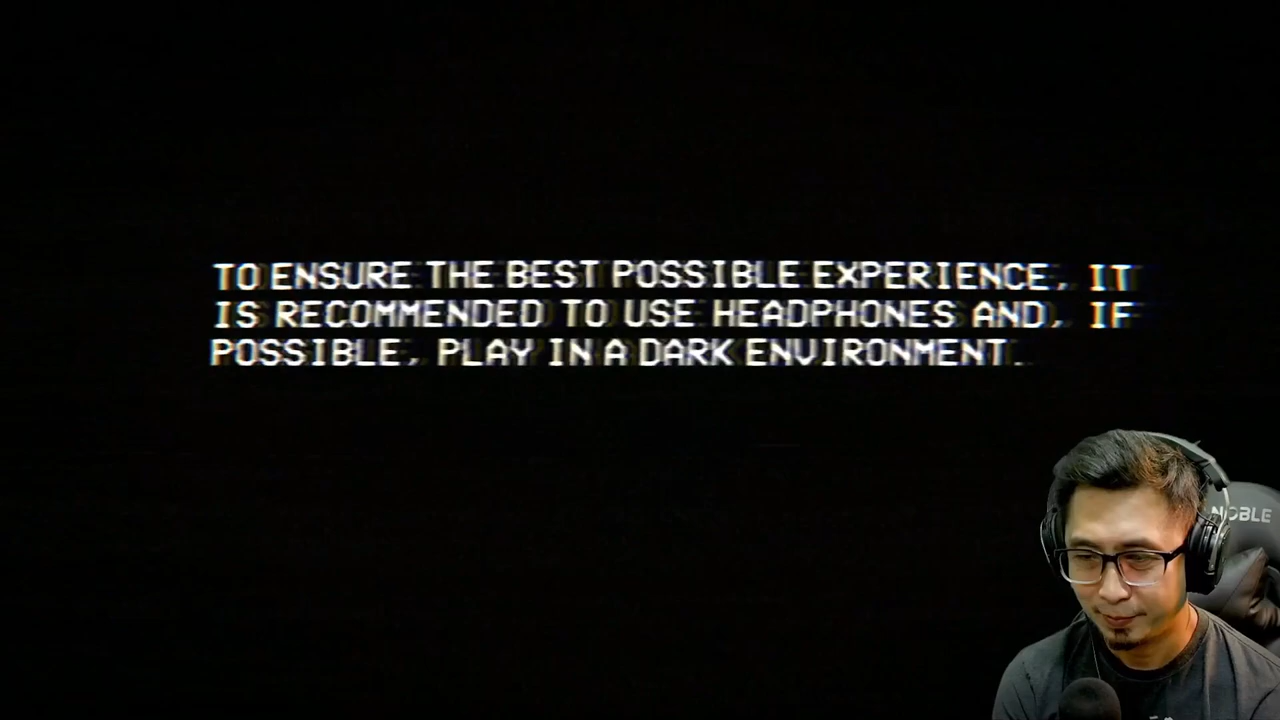 TO ENSURE THE BEST POSSIBLE EXPERIENCE, IT
IS RECOMMENDED TO USE HEADPHONES AND, IF
POSSIBLE, PLAY IN A DARK ENVIRONMENT.
NOBLE